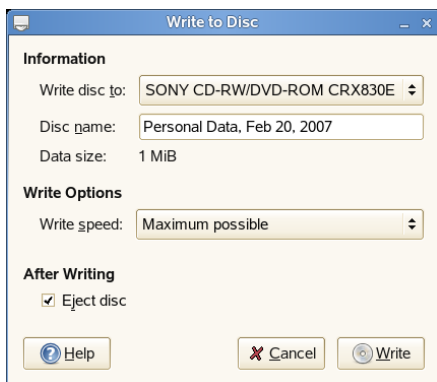 Write to Disc
Information
Write disc to: SONY CD-RW/DVD-ROM CRX830E
Disc name: Personal Data, Feb 20, 2007
Data size: 1 MiB
Write Options
Write speed: Maximum possible
After Writing
Eject disc
Help Cancel Write